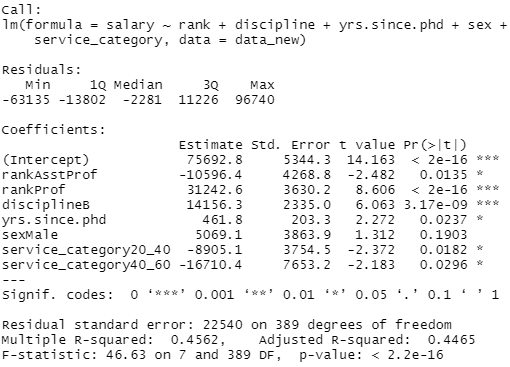 Call:
lm(formula = salary ~ rank + discipline + yrs.since.phd + sex +
    service_category, data = data_new)

Residuals:
   Min     1Q Median     3Q    Max
-63135 -13802  -2281  11226  96740

Coefficients:
                      Estimate Std. Error t value Pr(>|t|)
(Intercept)            75692.8     5344.3  14.163  < 2e-16 ***
rankAsstProf          -10596.4     4268.8  -2.482   0.0135 *
rankProf               31242.6     3630.2   8.606  < 2e-16 ***
disciplineB            14156.3     2335.0   6.063 3.17e-09 ***
yrs.since.phd            461.8      203.3   2.272   0.0237 *
sexMale                 5069.1     3863.9   1.312   0.1903
service_category20_40  -8905.1     3754.5  -2.372   0.0182 *
service_category40_60 -16710.4     7653.2  -2.183   0.0296 *
---
Signif. codes:  0 ‘***’ 0.001 ‘**’ 0.01 ‘*’ 0.05 ‘.’ 0.1 ‘ ’ 1

Residual standard error: 22540 on 389 degrees of freedom
Multiple R-squared:  0.4562,    Adjusted R-squared:  0.4465
F-statistic: 46.63 on 7 and 389 DF,  p-value: < 2.2e-16